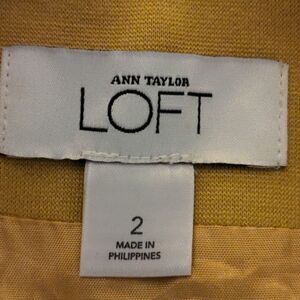 ANN TAYLOR
LOFT
2
MADE IN
PHILIPPINES